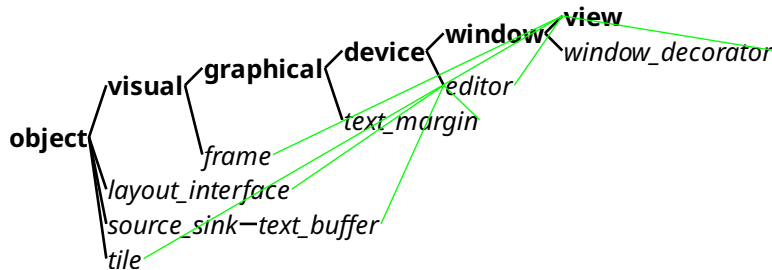 view
window
window_decorator
device
graphical
visual
editor
text_margin
object
frame
layout_interface
source_sink
text_buffer
tile